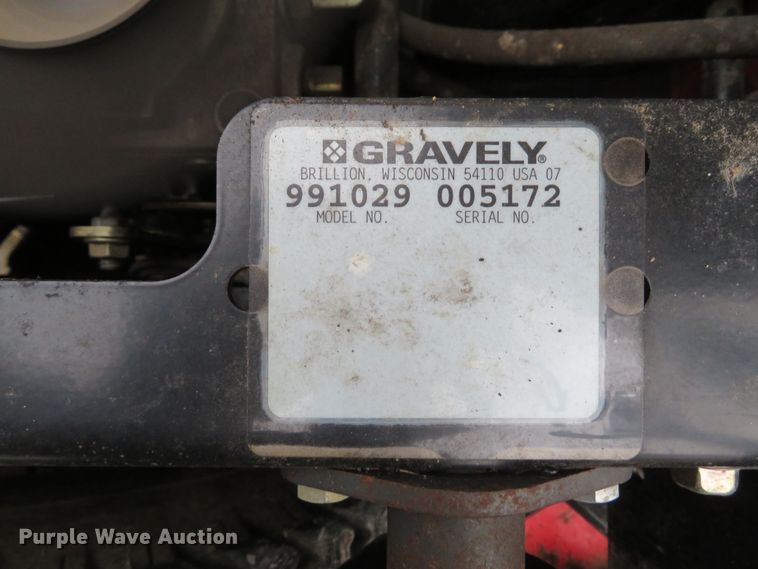 GRAVELY®
BRILLION, WISCONSIN 54110 USA 07
991029 005172
MODEL NO. SERIAL NO.
Purple Wave Auction